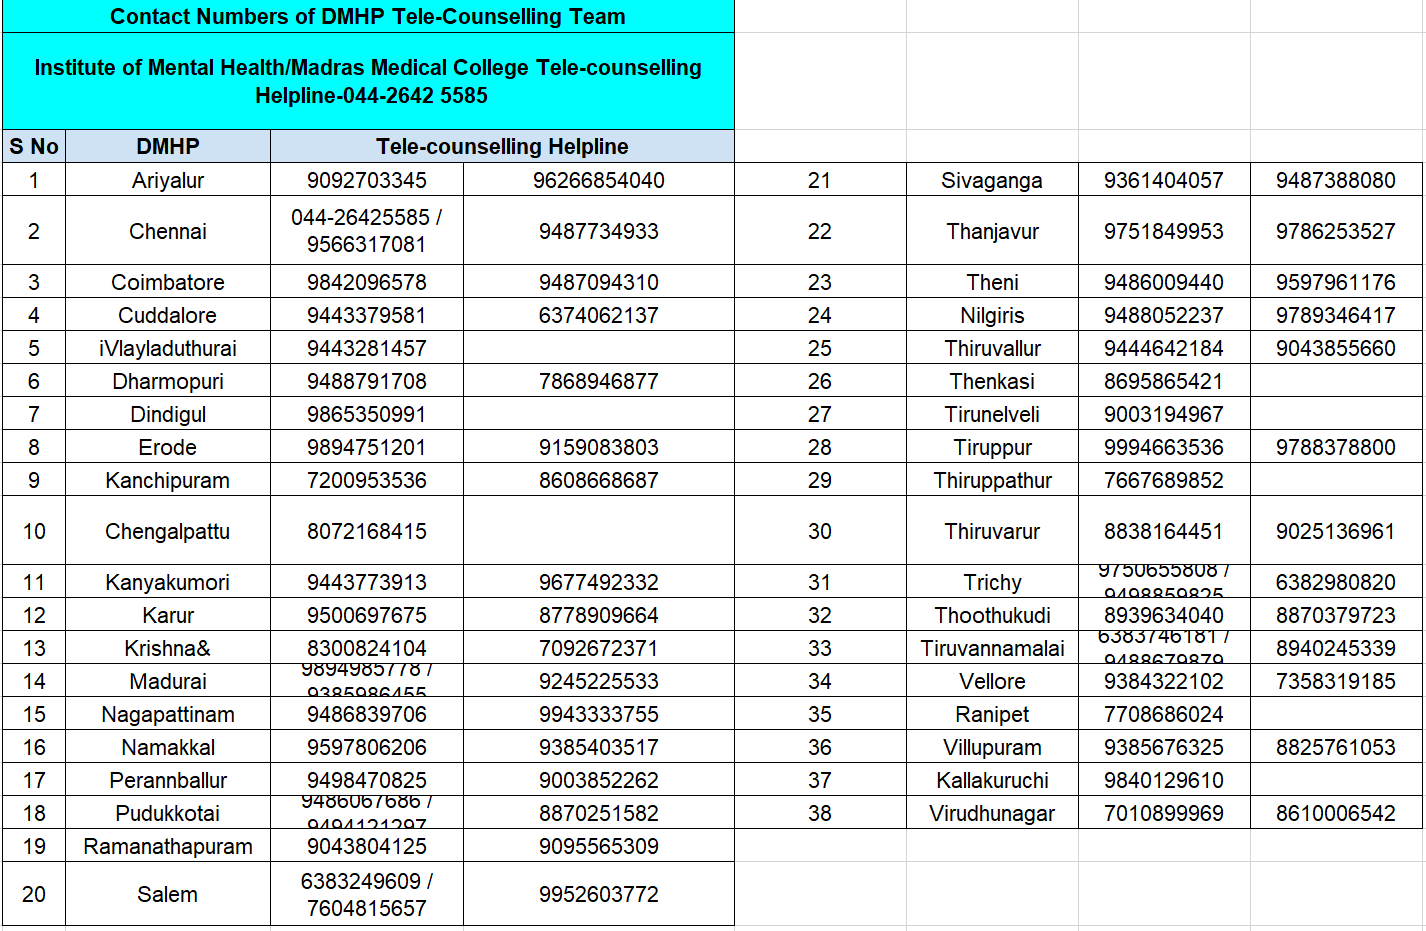 Contact Numbers of DMHP Tele-Counselling Team
Institute of Mental Health/Madras Medical College Tele-counselling
Helpline-044-2642 5585
S No DMHP Tele-counselling Helpline
1 Ariyalur 9092703345 96266854040 21 Sivaganga 9361404057 9487388080
2 Chennai 044-26425585 / 9566317081 9487734933 22 Thanjavur 9751849953 9786253527
3 Coimbatore 9842096578 9487094310 23 Theni 9486009440 9597961176
4 Cuddalore 9443379581 6374062137 24 Nilgiris 9488052237 9789346417
5 iVlayladuthurai 9443281457 25 Thiruvallur 9444642184 9043855660
6 Dharmopuri 9488791708 7868946877 26 Thenkasi 8695865421
7 Dindigul 9865350991 27 Tirunelveli 9003194967
8 Erode 9894751201 9159083803 28 Tiruppur 9994663536 9788378800
9 Kanchipuram 7200953536 8608668687 29 Thiruppathur 7667689852
10 Chengalpattu 8072168415 30 Thiruvarur 8838164451 9025136961
11 Kanyakumori 9443773913 9677492332 31 Trichy 9750655808 / 9498859825 6382980820
12 Karur 9500697675 8778909664 32 Thoothukudi 8939634040 8870379723
13 Krishna& 8300824104 7092672371 33 Tiruvannamalai 6383746181 / 9488679879 8940245339
14 Madurai 9894985778 / 9385986455 9245225533 34 Vellore 9384322102 7358319185
15 Nagapattinam 9486839706 9943333755 35 Ranipet 7708686024
16 Namakkal 9597806206 9385403517 36 Villupuram 9385676325 8825761053
17 Perannballur 9498470825 9003852262 37 Kallakuruchi 9840129610
18 Pudukkotai 9486067686 / 9494121297 8870251582 38 Virudhunagar 7010899969 8610006542
19 Ramanathapuram 9043804125 9095565309
20 Salem 6383249609 / 7604815657 9952603772